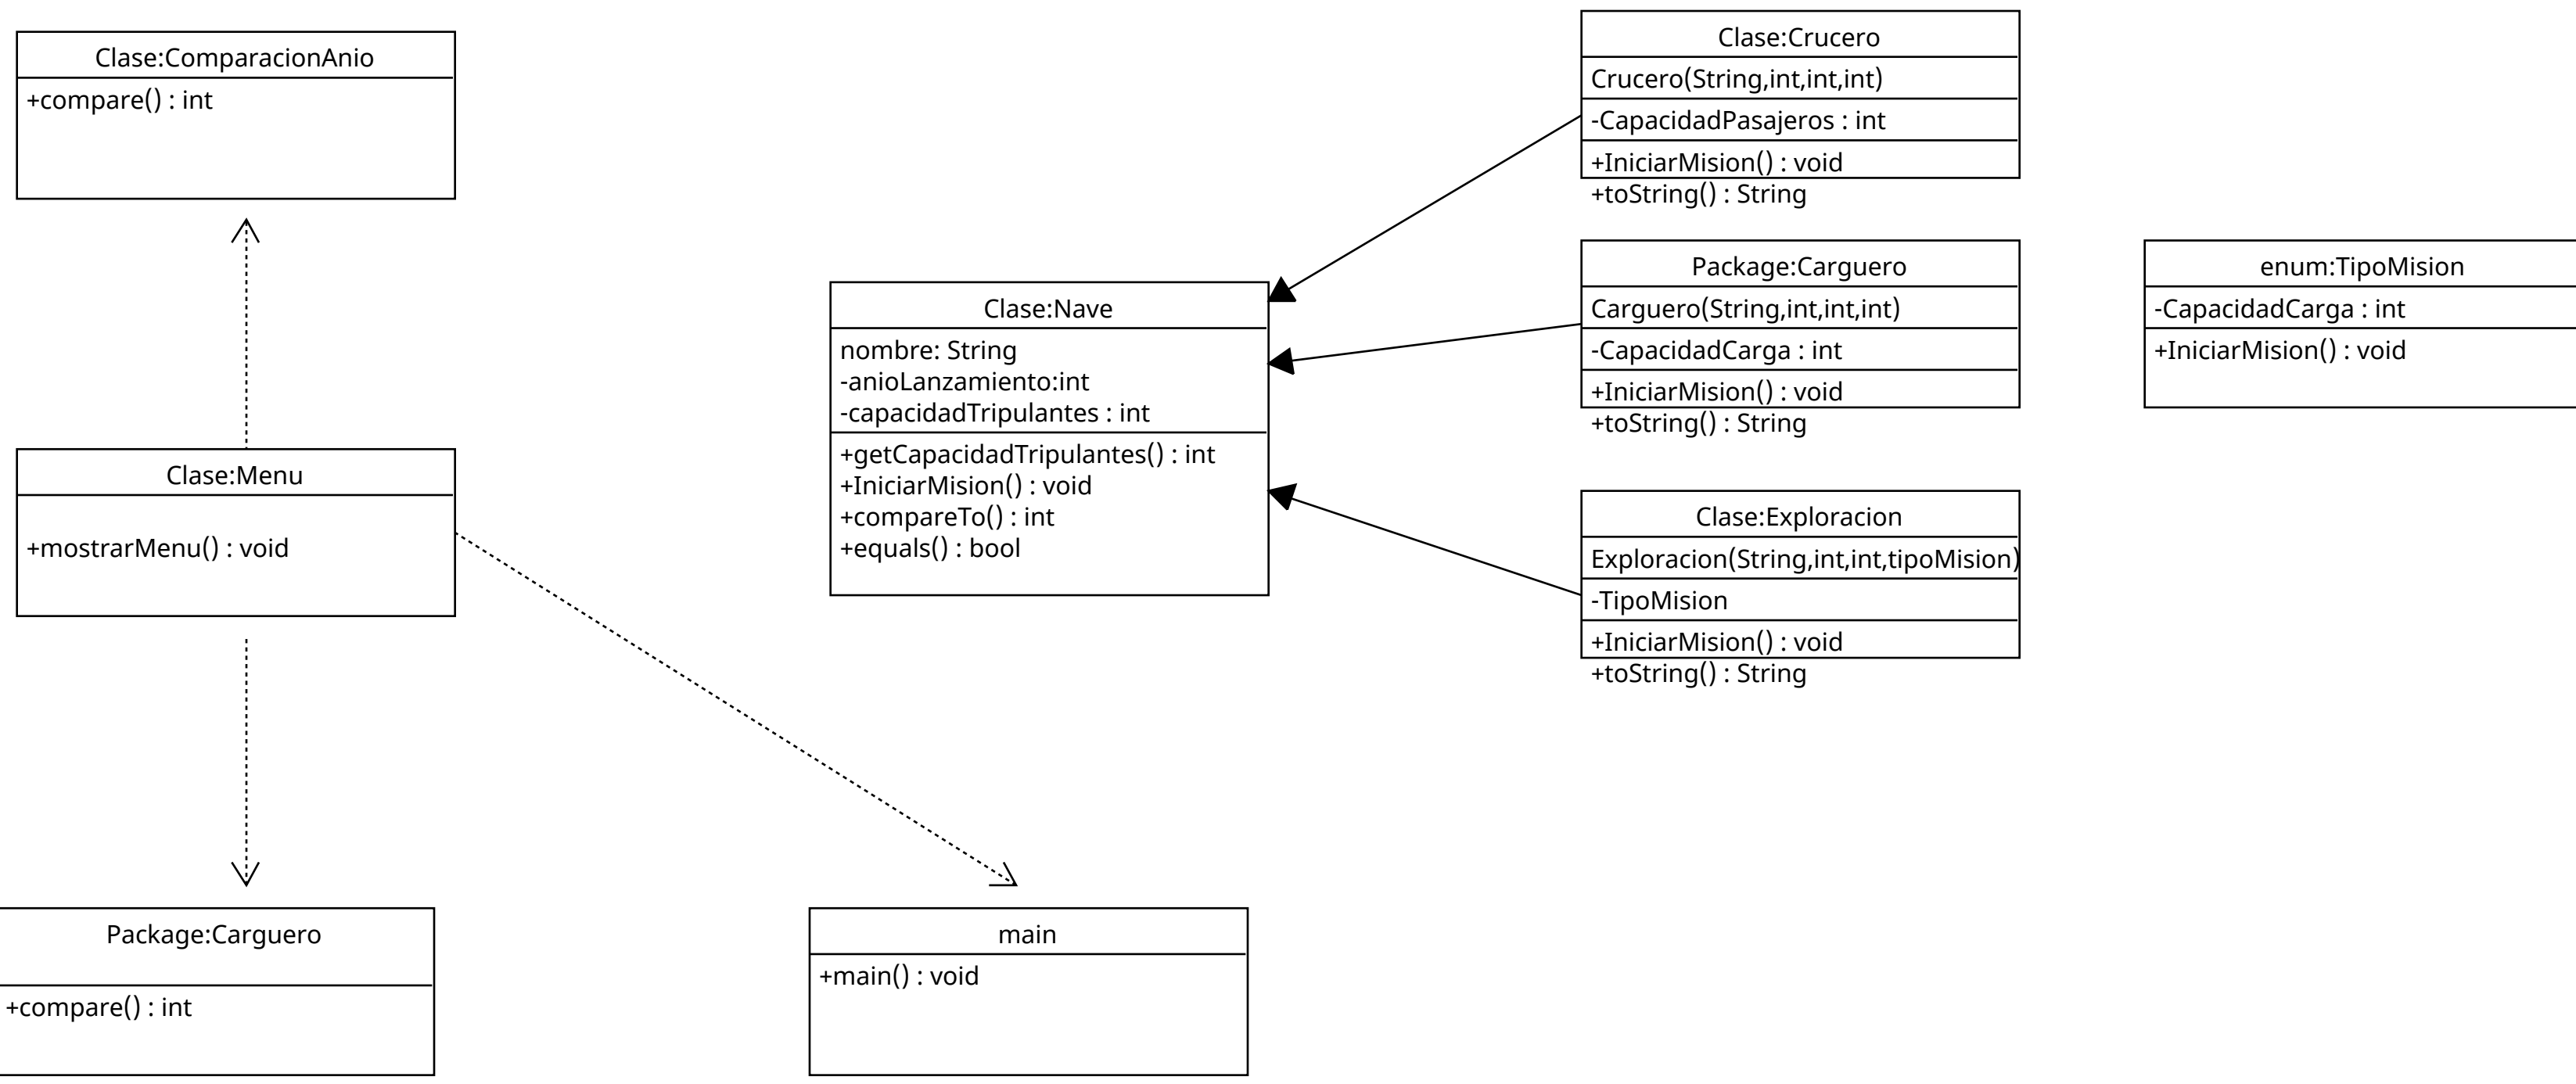 Clase:ComparacionAnio
+compare() : int
Clase:Menu
+mostrarMenu() : void
Package:Carguero
+compare() : int
Clase:Nave
nombre: String
-anioLanzamiento:int
-capacidadTripulantes : int
+getCapacidadTripulantes() : int
+IniciarMision() : void
+compareTo() : int
+equals() : bool
main
+main() : void
Clase:Crucero
Crucero(String,int,int,int)
-CapacidadPasajeros : int
+IniciarMision() : void
+toString() : String
Package:Carguero
Carguero(String,int,int,int)
-CapacidadCarga : int
+IniciarMision() : void
+toString() : String
Clase:Exploracion
Exploracion(String,int,int,tipoMision)
-TipoMision
+IniciarMision() : void
+toString() : String
enum:TipoMision
-CapacidadCarga : int
+IniciarMision() : void